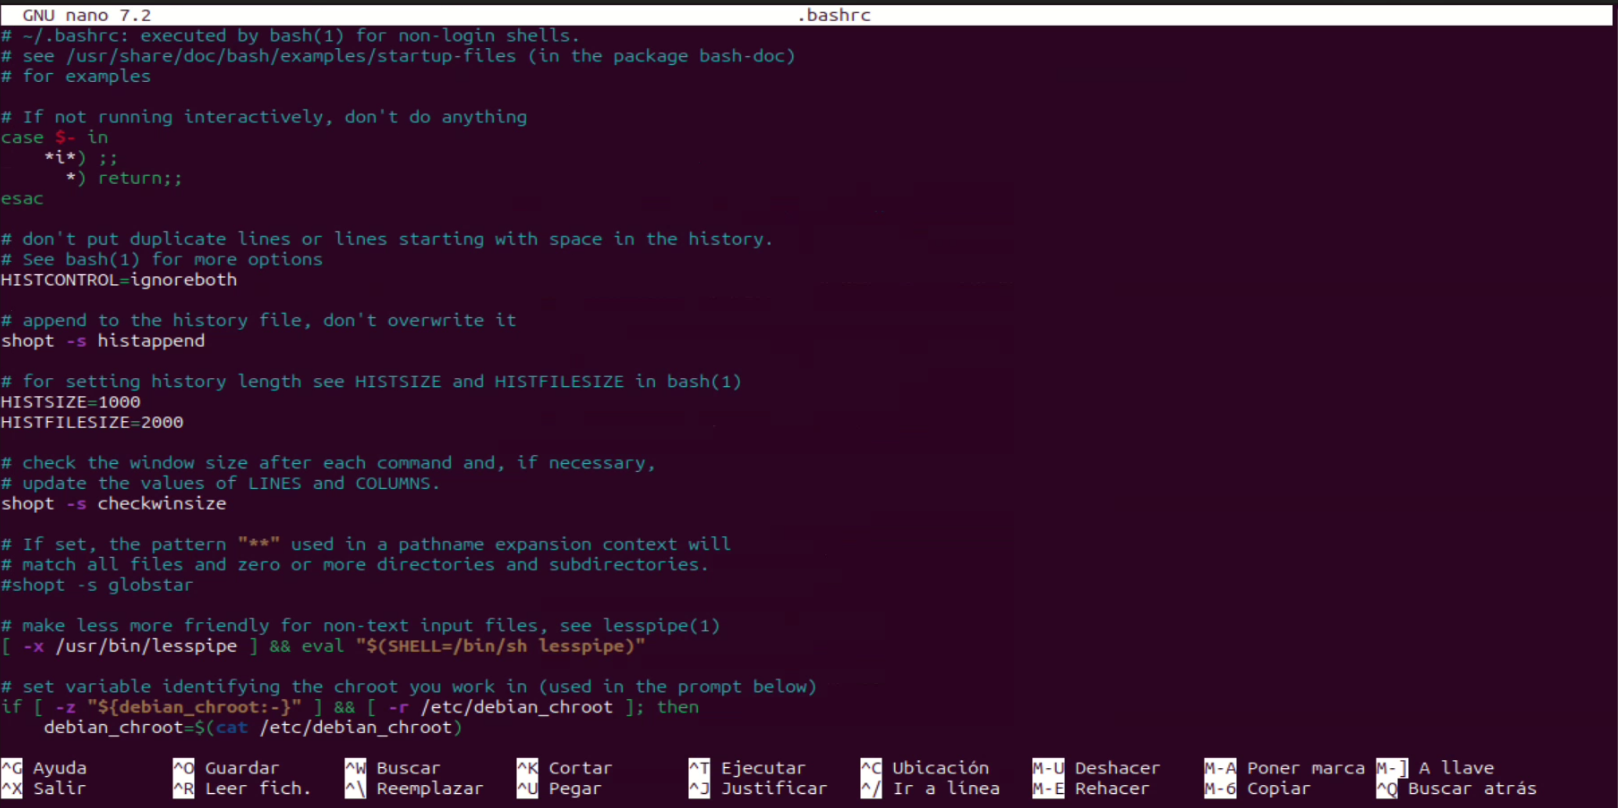 GNU nano 7.2 .bashrc
# ~/.bashrc: executed by bash(1) for non-login shells.
# see /usr/share/doc/bash/examples/startup-files (in the package bash-doc)
# for examples

# If not running interactively, don't do anything
case $- in
    *i*) ;;
      *) return;;
esac

# don't put duplicate lines or lines starting with space in the history.
# See bash(1) for more options
HISTCONTROL=ignoreboth

# append to the history file, don't overwrite it
shopt -s histappend

# for setting history length see HISTSIZE and HISTFILESIZE in bash(1)
HISTSIZE=1000
HISTFILESIZE=2000

# check the window size after each command and, if necessary,
# update the values of LINES and COLUMNS.
shopt -s checkwinsize

# If set, the pattern "**" used in a pathname expansion context will
# match all files and zero or more directories and subdirectories.
#shopt -s globstar

# make less more friendly for non-text input files, see lesspipe(1)
[ -x /usr/bin/lesspipe ] && eval "$(SHELL=/bin/sh lesspipe)"

# set variable identifying the chroot you work in (used in the prompt below)
if [ -z "${debian_chroot:-}" ] && [ -r /etc/debian_chroot ]; then
    debian_chroot=$(cat /etc/debian_chroot)

^G Ayuda ^O Guardar ^W Buscar ^K Cortar ^T Ejecutar ^C Ubicación M-U Deshacer M-A Poner marca M-] A llave
^X Salir ^R Leer fich. ^\ Reemplazar ^U Pegar ^J Justificar ^/ Ir a línea M-E Rehacer M-6 Copiar ^Q Buscar atrás